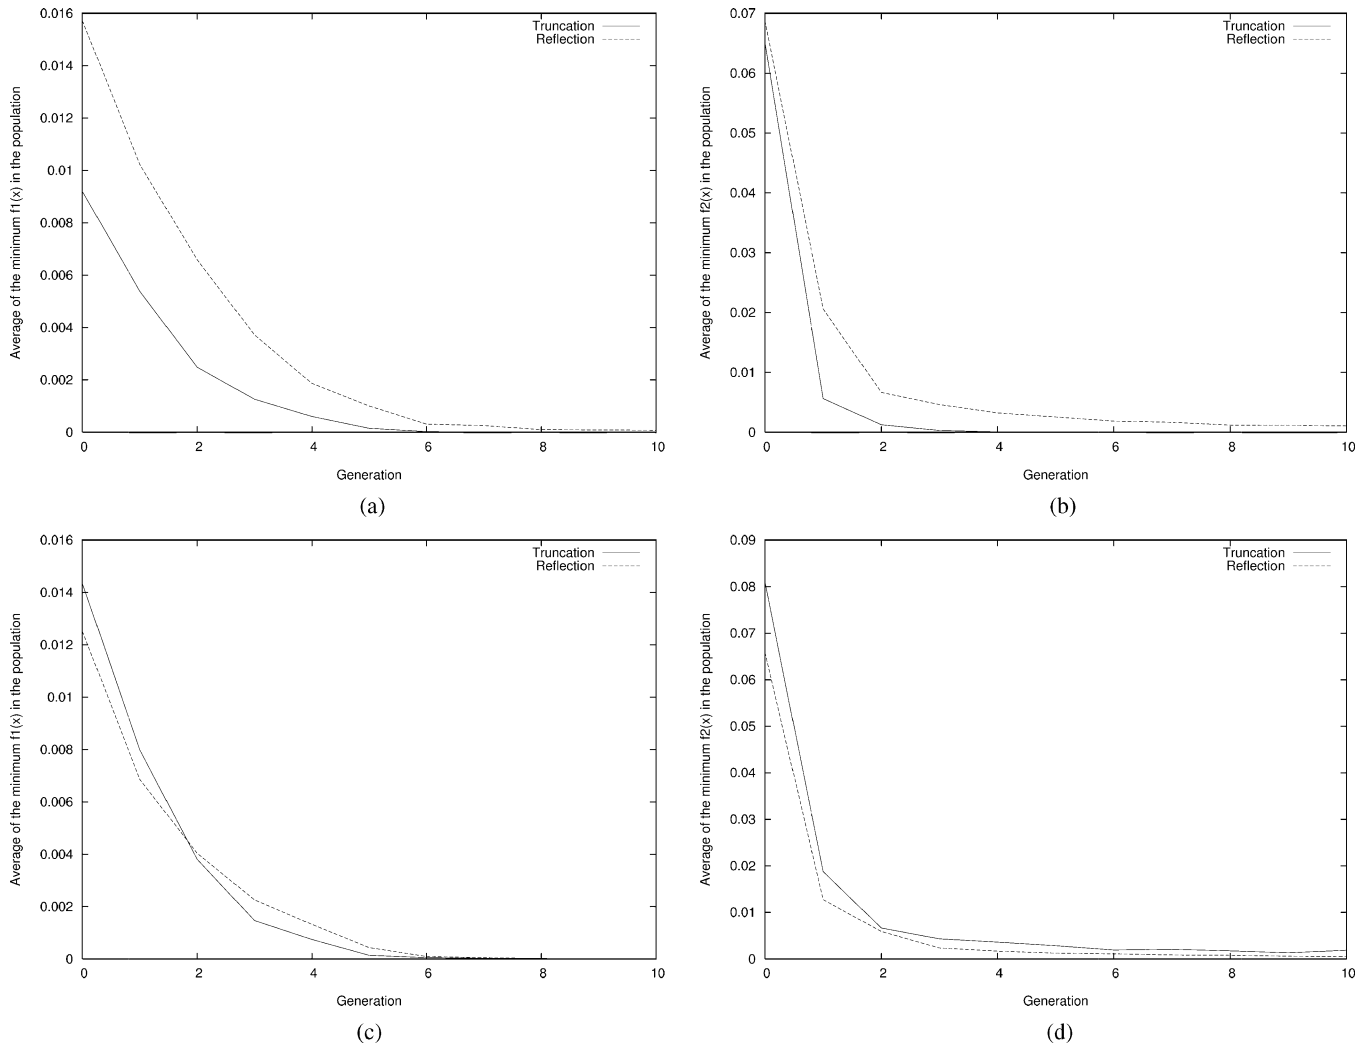 Average of the minimum f1(x) in the population
0.016
0.014
0.012
0.01
0.008
0.006
0.004
0.002
0
0 2 4 6 8 10
Truncation
Reflection
Generation
(a)
Average of the minimum f2(x) in the population
0.07
0.06
0.05
0.04
0.03
0.02
0.01
0
0 2 4 6 8 10
Truncation
Reflection
Generation
(b)
Average of the minimum f1(x) in the population
0.016
0.014
0.012
0.01
0.008
0.006
0.004
0.002
0
0 2 4 6 8 10
Truncation
Reflection
Generation
(c)
Average of the minimum f2(x) in the population
0.09
0.08
0.07
0.06
0.05
0.04
0.03
0.02
0.01
0
0 2 4 6 8 10
Truncation
Reflection
Generation
(d)